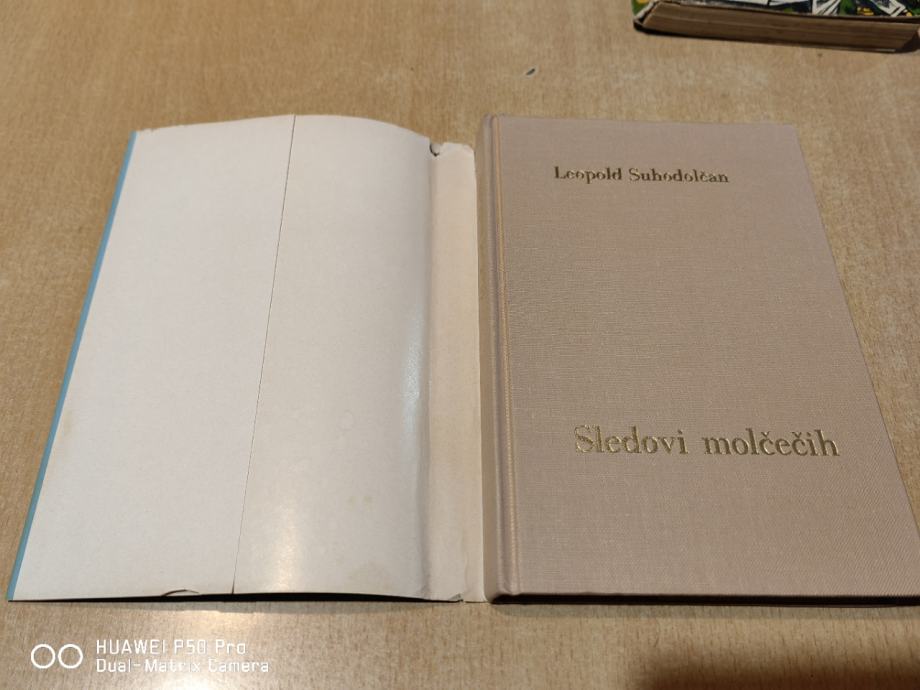 Leopold Suhodolčan
Sledovi molčečih
HUAWEI P50 Pro
Dual-Matrix Camera